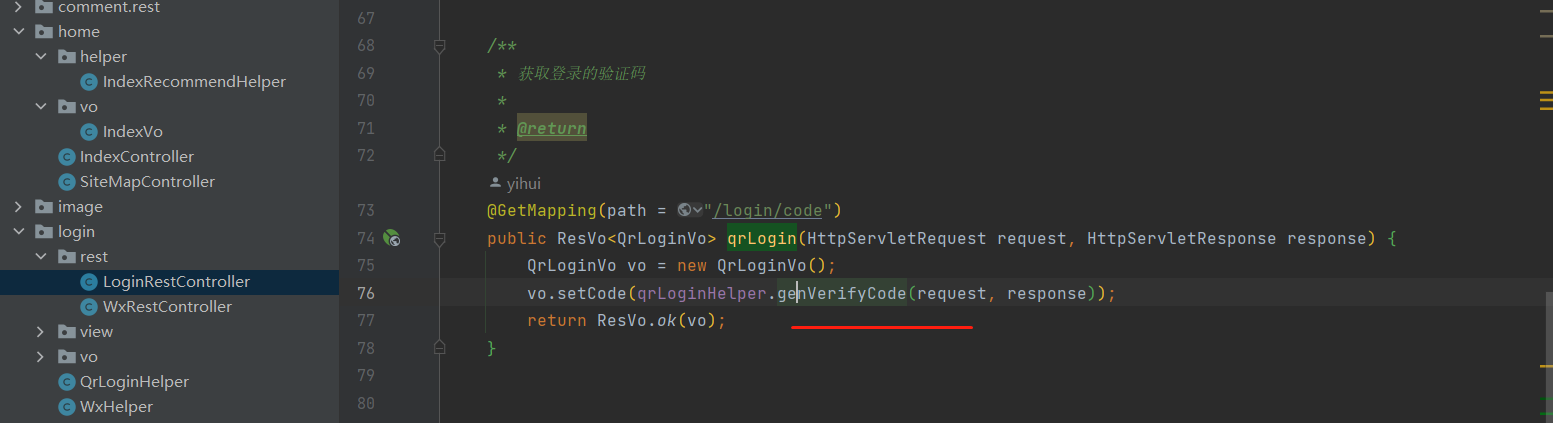 comment.rest
home
helper
IndexRecommendHelper
vo
IndexVo
IndexController
SiteMapController
image
login
rest
LoginRestController
WxRestController
view
vo
QrLoginHelper
WxHelper
67
68 /**
69 * 获取登录的验证码
70 *
71 * @return
72 */
yihui
73 @GetMapping(path = "/login/code")
74 public ResVo<QrLoginVo> qrLogin(HttpServletRequest request, HttpServletResponse response) {
75 QrLoginVo vo = new QrLoginVo();
76 vo.setCode(qrLoginHelper.genVerifyCode(request, response));
77 return ResVo.ok(vo);
78 }
79
80